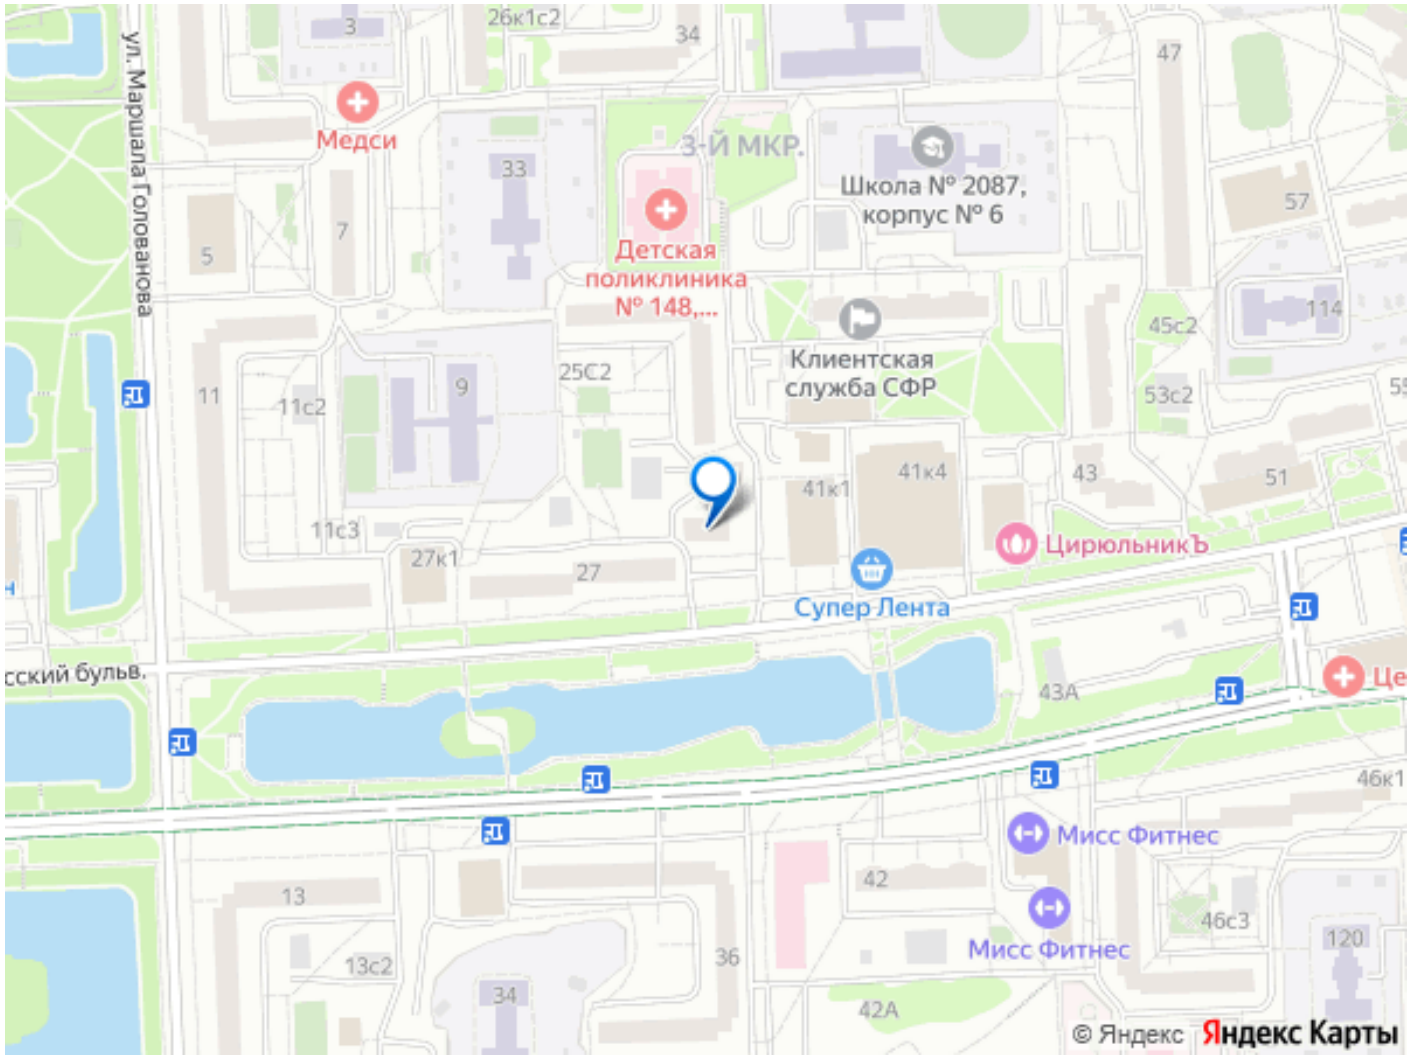 3
26к1с2
34
47
ул. Маршала Голованова
Медси
3-Й МКР.
33
Школа № 2087,
корпус № 6
57
7
5
Детская
поликлиника
№ 148,...
114
45с2
Клиентская
служба СФР
25С2
9
11
11с2
53с2
55
41к1
41к4
43
51
11с3
27к1
27
ЦирюльникЪ
Супер Лента
н
сский бульв.
43А
Це
46к1
Мисс Фитнес
42
13
46с3
Мисс Фитнес
120
36
13с2
34
42А
© Яндекс Яндекс Карты